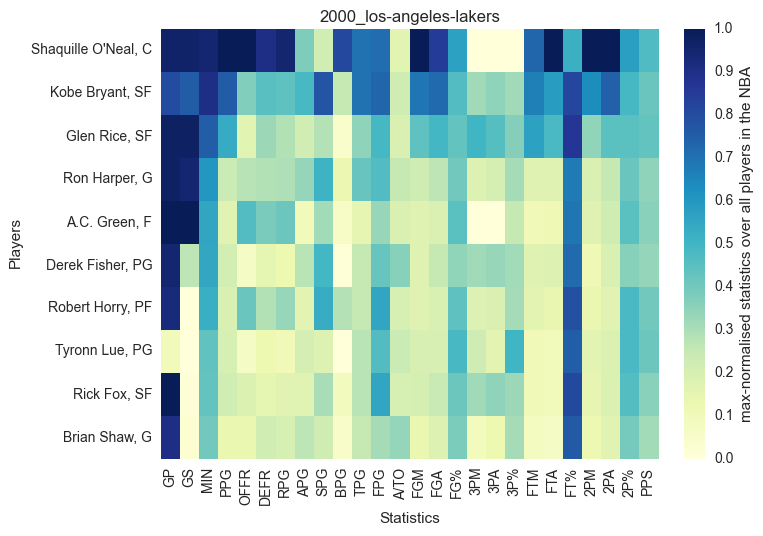 2000_los-angeles-lakers
Players
Shaquille O'Neal, C
Kobe Bryant, SF
Glen Rice, SF
Ron Harper, G
A.C. Green, F
Derek Fisher, PG
Robert Horry, PF
Tyronn Lue, PG
Rick Fox, SF
Brian Shaw, G
GP GS MIN PPG OFFR DEFR RPG APG SPG BPG TPG FPG A/TO FGM FGA FG% 3PM 3PA 3P% FTM FTA FT% 2PM 2PA 2P% PPS
Statistics
1.0
0.9
0.8
0.7
0.6
0.5
0.4
0.3
0.2
0.1
0.0
max-normalised statistics over all players in the NBA